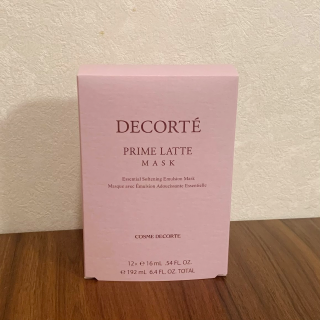 DECORTÉ
PRIME LATTE
MASK
Essential Softening Emulsion Mask
Masque aux Émulsion Adoucissante Essentielle
COSME DECORTE
12× ℮ 16 mL .54 FL. OZ.
℮ 192 mL 6.4 FL. OZ. TOTAL